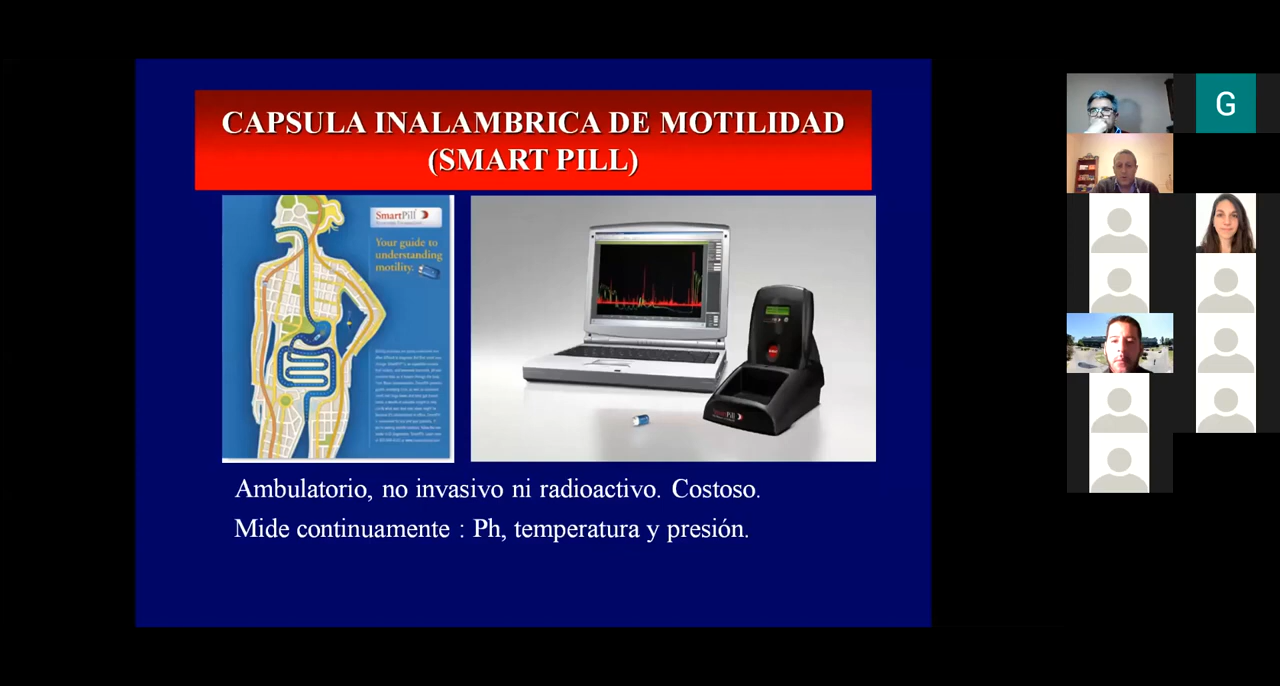 CAPSULA INALAMBRICA DE MOTILIDAD
(SMART PILL)
SmartPill
Your guide to
understanding
motility.
SmartPill
Ambulatorio, no invasivo ni radioactivo. Costoso.
Mide continuamente : Ph, temperatura y presión.
G